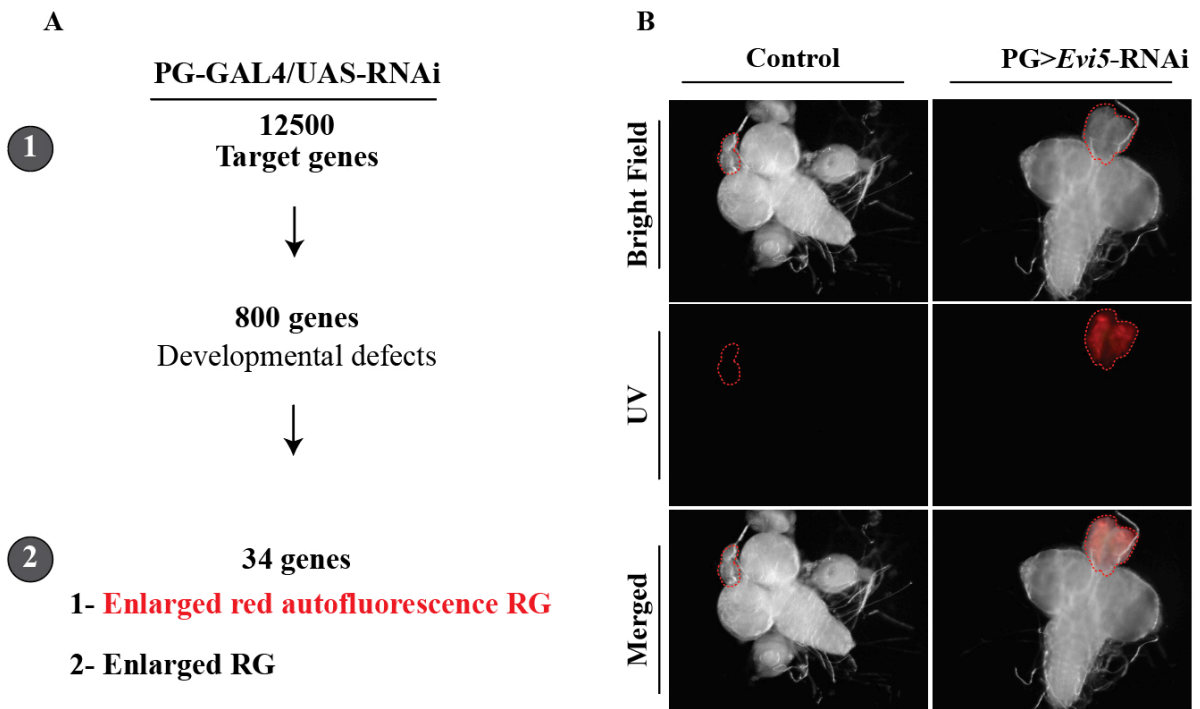 A
PG-GAL4/UAS-RNAi
1
12500
Target genes
800 genes
Developmental defects
2
34 genes
1- Enlarged red autofluorescence RG
2- Enlarged RG
B
Control
PG>Evi5-RNAi
Bright Field
UV
Merged